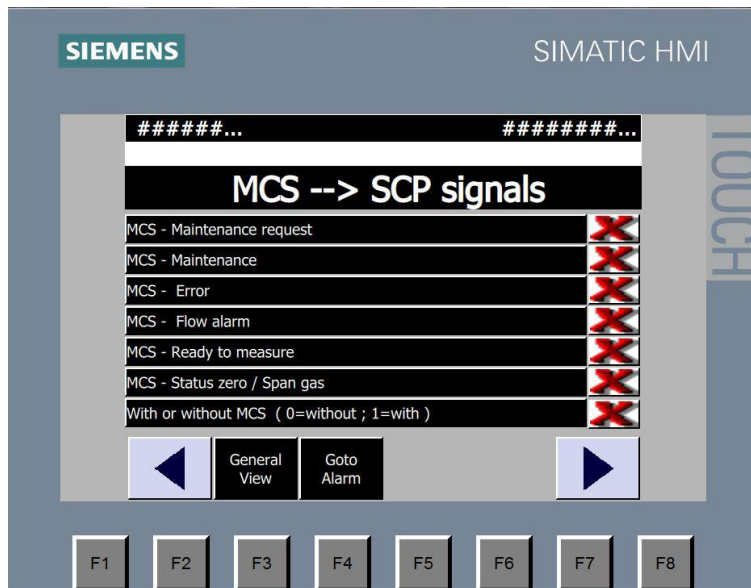 SIEMENS
SIMATIC HMI
TOUCH
######...
########...
MCS --> SCP signals
MCS - Maintenance request
MCS - Maintenance
MCS -  Error
MCS -  Flow alarm
MCS - Ready to measure
MCS - Status zero / Span gas
With or without MCS  ( 0=without ; 1=with )
General
View
Goto
Alarm
F1
F2
F3
F4
F5
F6
F7
F8